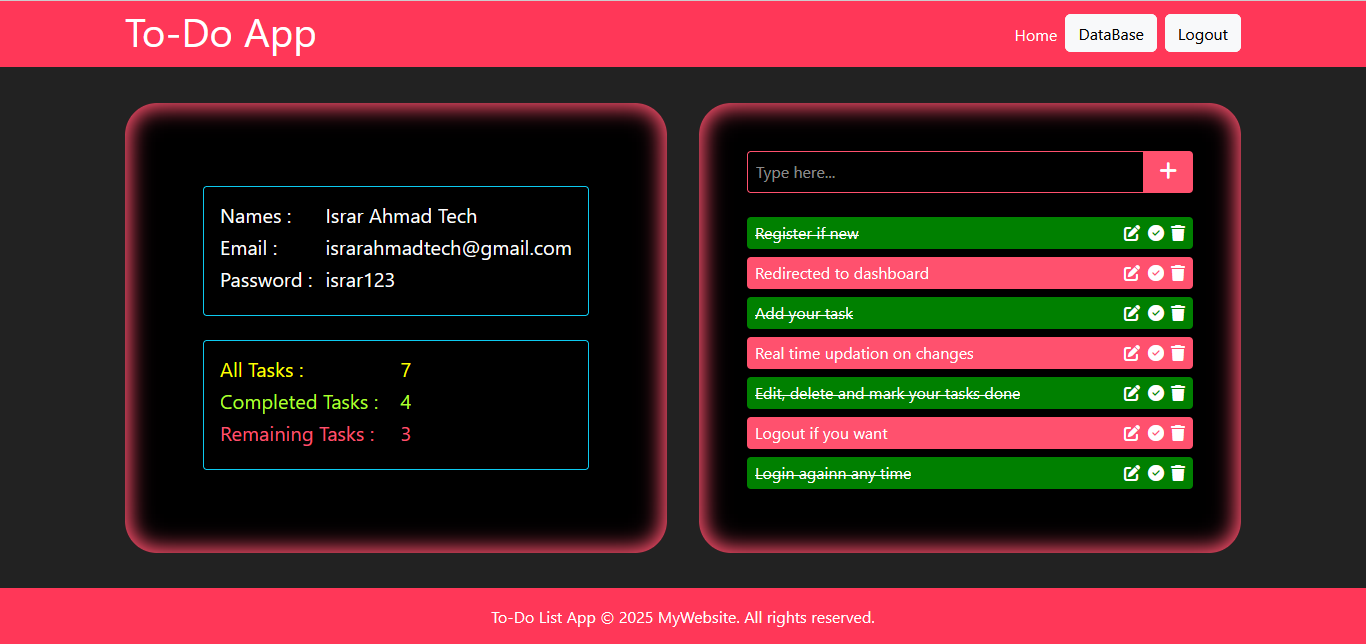 To-Do App
Home DataBase Logout
Names : Israr Ahmad Tech
Email : israrahmadtech@gmail.com
Password : israr123
All Tasks : 7
Completed Tasks : 4
Remaining Tasks : 3
Type here...
Register if new
Redirected to dashboard
Add your task
Real time updation on changes
Edit, delete and mark your tasks done
Logout if you want
Login againn any time
To-Do List App © 2025 MyWebsite. All rights reserved.